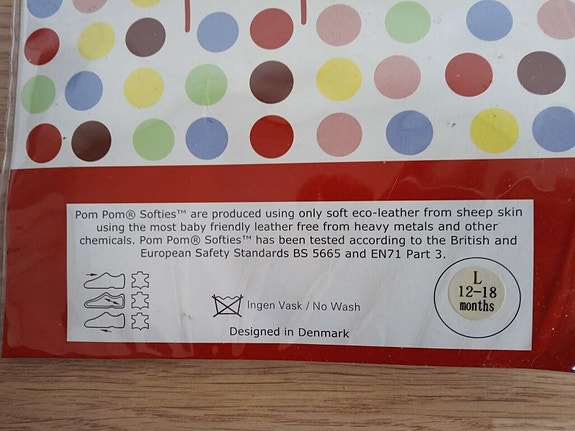 Pom Pom® Softies™ are produced using only soft eco-leather from sheep skin
using the most baby friendly leather free from heavy metals and other
chemicals. Pom Pom® Softies™ has been tested according to the British and
European Safety Standards BS 5665 and EN71 Part 3.
Ingen Vask / No Wash
Designed in Denmark
L
12-18
months